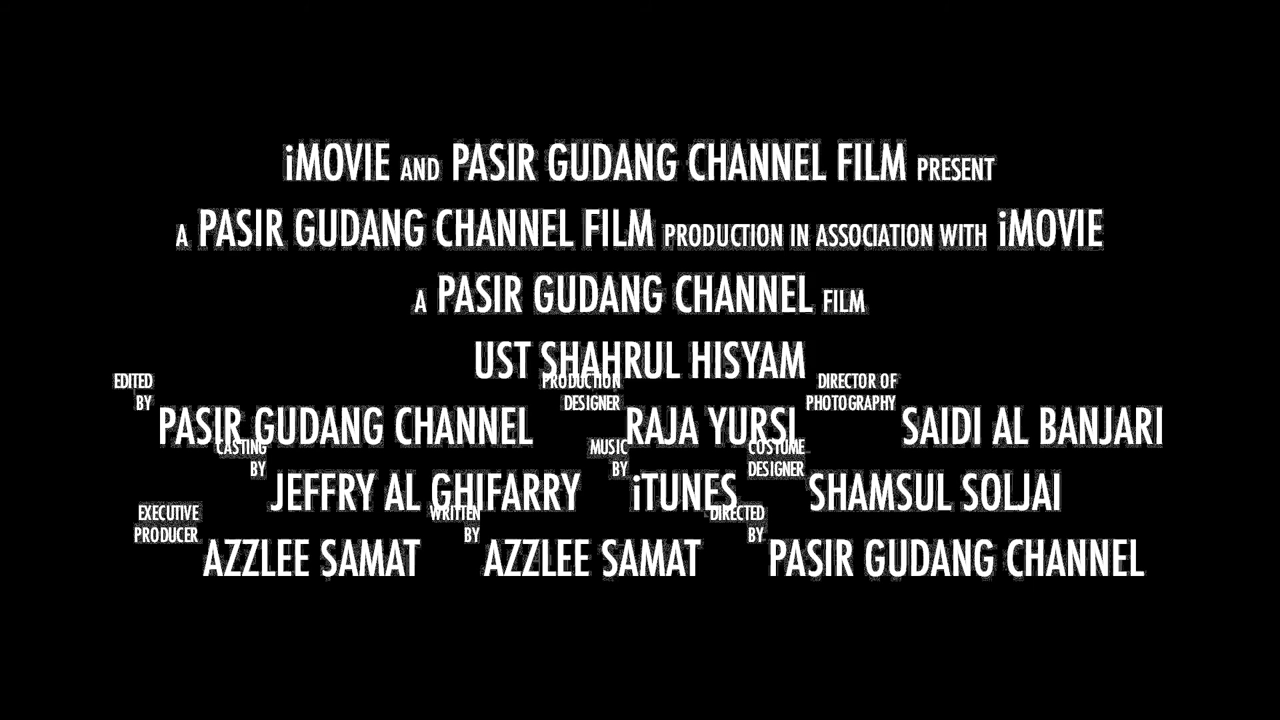 iMOVIE AND PASIR GUDANG CHANNEL FILM PRESENT
A PASIR GUDANG CHANNEL FILM PRODUCTION IN ASSOCIATION WITH iMOVIE
A PASIR GUDANG CHANNEL FILM
UST SHAHRUL HISYAM
EDITED BY PASIR GUDANG CHANNEL PRODUCTION DESIGNER RAJA YURSI DIRECTOR OF PHOTOGRAPHY SAIDI AL BANJARI
CASTING BY JEFFRY AL GHIFARRY MUSIC BY iTUNES COSTUME DESIGNER SHAMSUL SOLJAI
EXECUTIVE PRODUCER AZZLEE SAMAT WRITTEN BY AZZLEE SAMAT DIRECTED BY PASIR GUDANG CHANNEL